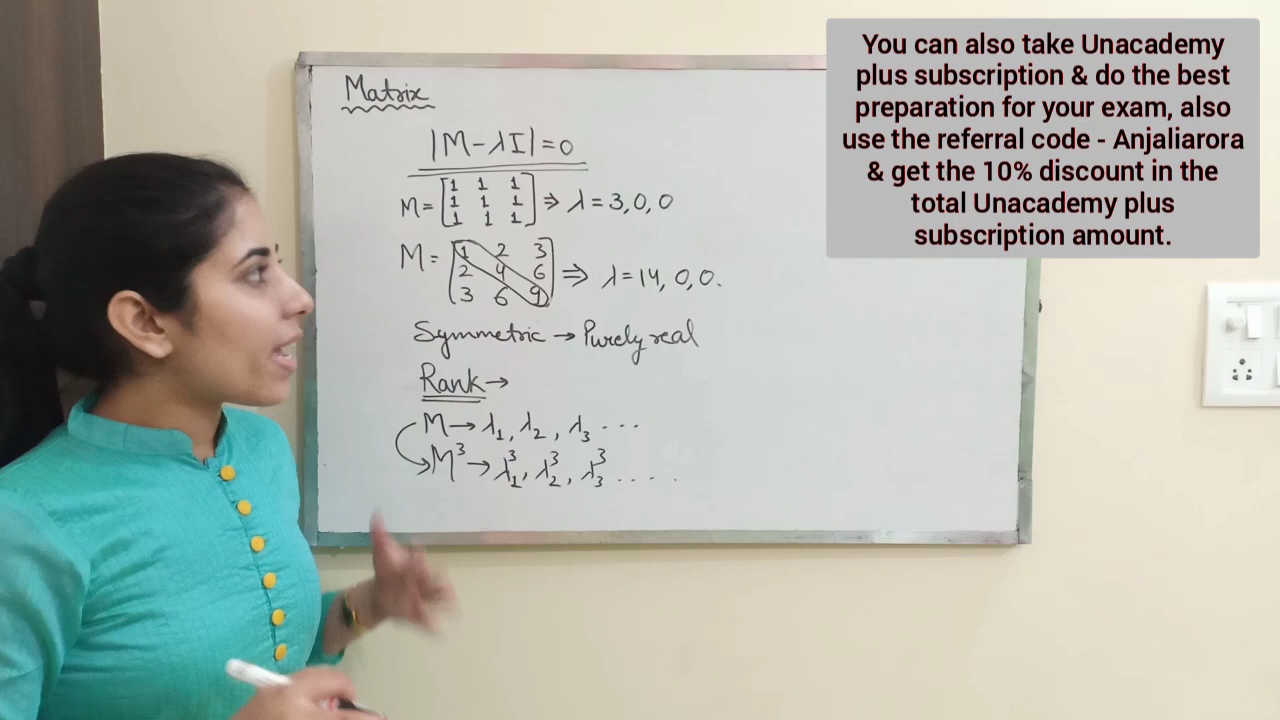 Matrix
|M-λI|=0
M= [1 1 1
1 1 1
1 1 1] ⇒ λ=3,0,0
M= [1 2 3
2 4 6
3 6 9] ⇒ λ=14,0,0.
Symmetric → Purely real
Rank→
M→ λ₁, λ₂, λ₃ ...
M³→ λ₁³, λ₂³, λ₃³ ....
You can also take Unacademy
plus subscription & do the best
preparation for your exam, also
use the referral code - Anjaliarora
& get the 10% discount in the
total Unacademy plus
subscription amount.